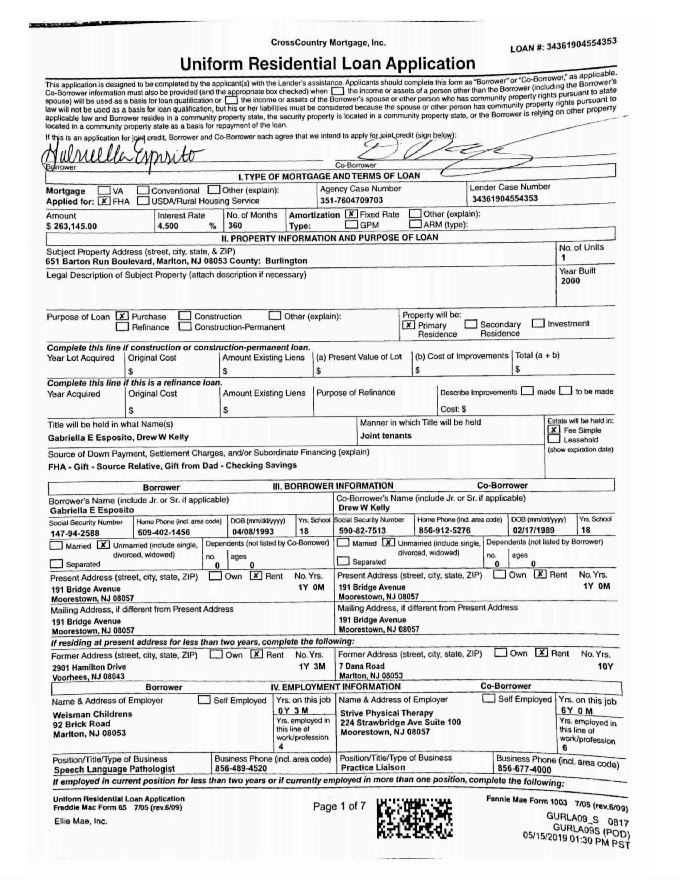 CrossCountry Mortgage, Inc.
LOAN #: 34361904554353
Uniform Residential Loan Application
This application is designed to be completed by the applicant(s) with the Lender's assistance. Applicants should complete this form as "Borrower" or "Co-Borrower," as applicable.
Co-Borrower information must also be provided (and the appropriate box checked) when the income or assets of a person other than the Borrower (including the Borrower's
spouse) will be used as a basis for loan qualification or the income or assets of the Borrower's spouse or other person who has community property rights pursuant to state
law will not be used as a basis for loan qualification, but his or her liabilities must be considered because the spouse or other person has community property rights pursuant to
applicable law and Borrower resides in a community property state, the security property is located in a community property state, or the Borrower is relying on other property
located in a community property state as a basis for repayment of the loan.
If this is an application for joint credit, Borrower and Co-Borrower each agree that we intend to apply for joint credit (sign below):
Gabriella Esposito
Borrower Co-Borrower
I. TYPE OF MORTGAGE AND TERMS OF LOAN
Mortgage VA Conventional Other (explain): Agency Case Number Lender Case Number
Applied for: X FHA USDA/Rural Housing Service 351-7604709703 34361904554353
Amount Interest Rate No. of Months Amortization X Fixed Rate Other (explain):
$ 263,145.00 4.500 % 360 Type: GPM ARM (type):
II. PROPERTY INFORMATION AND PURPOSE OF LOAN
Subject Property Address (street, city, state, & ZIP) No. of Units
651 Barton Run Boulevard, Marlton, NJ 08053 County: Burlington 1
Legal Description of Subject Property (attach description if necessary) Year Built
2000
Purpose of Loan X Purchase Construction Other (explain): Property will be:
Refinance Construction-Permanent X Primary Residence Secondary Residence Investment
Complete this line if construction or construction-permanent loan.
Year Lot Acquired Original Cost Amount Existing Liens (a) Present Value of Lot (b) Cost of Improvements Total (a + b)
$ $ $ $ $
Complete this line if this is a refinance loan.
Year Acquired Original Cost Amount Existing Liens Purpose of Refinance Describe Improvements made to be made
$ $ Cost: $
Title will be held in what Name(s) Manner in which Title will be held Estate will be held in:
Gabriella E Esposito, Drew W Kelly Joint tenants X Fee Simple
Leasehold
Source of Down Payment, Settlement Charges, and/or Subordinate Financing (explain) (show expiration date)
FHA - Gift - Source Relative, Gift from Dad - Checking Savings
Borrower III. BORROWER INFORMATION Co-Borrower
Borrower's Name (include Jr. or Sr. if applicable) Co-Borrower's Name (include Jr. or Sr. if applicable)
Gabriella E Esposito Drew W Kelly
Social Security Number Home Phone (incl. area code) DOB (mm/dd/yyyy) Yrs. School Social Security Number Home Phone (incl. area code) DOB (mm/dd/yyyy) Yrs. School
147-94-2588 609-402-1456 04/08/1993 18 590-82-7513 856-912-5276 02/17/1989 18
Married X Unmarried (include single, Dependents (not listed by Co-Borrower) Married X Unmarried (include single, Dependents (not listed by Borrower)
divorced, widowed) no. ages divorced, widowed) no. ages
Separated 0 0 Separated 0 0
Present Address (street, city, state, ZIP) Own X Rent No. Yrs. Present Address (street, city, state, ZIP) Own X Rent No. Yrs.
191 Bridge Avenue 1Y 0M 191 Bridge Avenue 1Y 0M
Moorestown, NJ 08057 Moorestown, NJ 08057
Mailing Address, if different from Present Address Mailing Address, if different from Present Address
191 Bridge Avenue 191 Bridge Avenue
Moorestown, NJ 08057 Moorestown, NJ 08057
If residing at present address for less than two years, complete the following:
Former Address (street, city, state, ZIP) Own X Rent No. Yrs. Former Address (street, city, state, ZIP) Own X Rent No. Yrs.
2901 Hamilton Drive 1Y 3M 7 Dana Road 10Y
Voorhees, NJ 08043 Marlton, NJ 08053
Borrower IV. EMPLOYMENT INFORMATION Co-Borrower
Name & Address of Employer Self Employed Yrs. on this job Name & Address of Employer Self Employed Yrs. on this job
Weisman Childrens 0Y 3M Strive Physical Therapy 6Y 0M
92 Brick Road Yrs. employed in this line of work/profession 224 Strawbridge Ave Suite 100 Yrs. employed in this line of work/profession
Marlton, NJ 08053 4 Moorestown, NJ 08057 6
Position/Title/Type of Business Business Phone (incl. area code) Position/Title/Type of Business Business Phone (incl. area code)
Speech Language Pathologist 856-489-4520 Practice Liaison 856-677-4000
If employed in current position for less than two years or if currently employed in more than one position, complete the following:
Uniform Residential Loan Application
Freddie Mac Form 65 7/05 (rev.6/09) Page 1 of 7 Fannie Mae Form 1003 7/05 (rev.6/09)
Ellie Mae, Inc. GURLA09_S 0817
GURLA09S (POD)
05/15/2019 01:30 PM PST